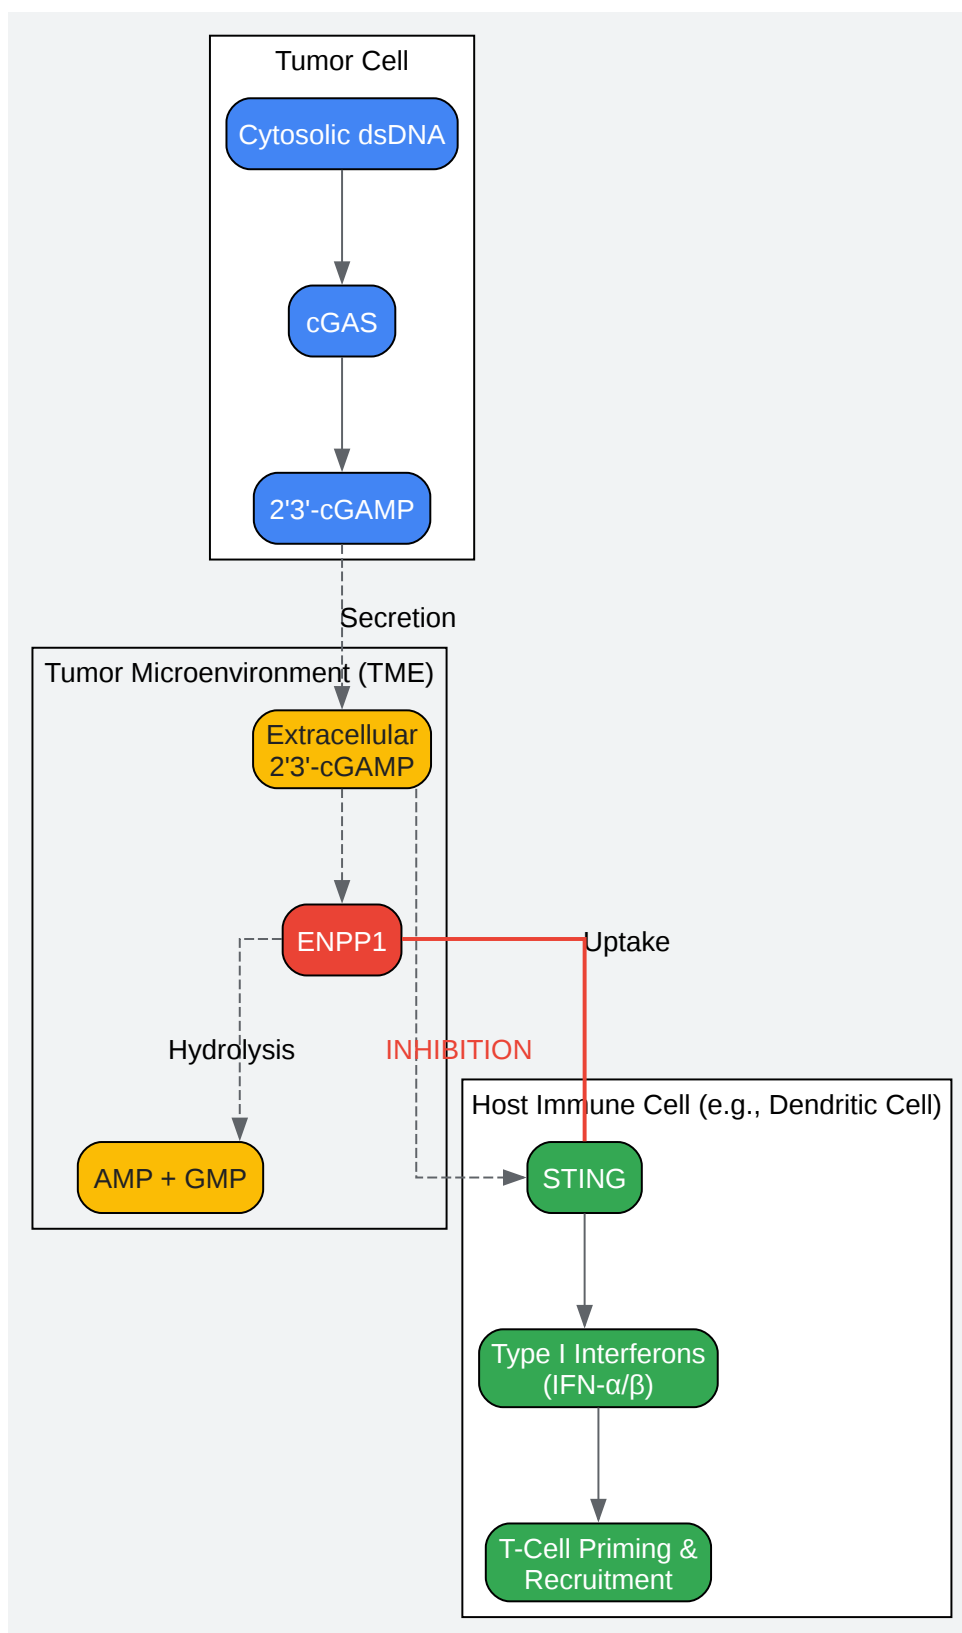 Tumor Cell
Cytosolic dsDNA
cGAS
2'3'-cGAMP
Secretion
Tumor Microenvironment (TME)
Extracellular
2'3'-cGAMP
ENPP1
Uptake
Hydrolysis
INHIBITION
Host Immune Cell (e.g., Dendritic Cell)
AMP + GMP
STING
Type I Interferons
(IFN-α/β)
T-Cell Priming &
Recruitment